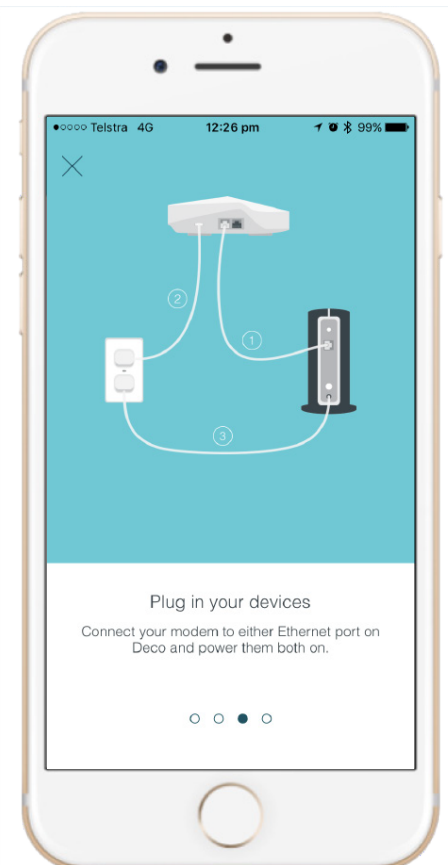 Telstra 4G 12:26 pm 99%
2
1
3
Plug in your devices
Connect your modem to either Ethernet port on
Deco and power them both on.